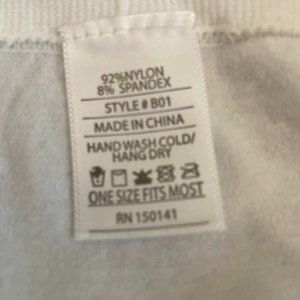 92%NYLON
8% SPANDEX
STYLE # B01
MADE IN CHINA
HAND WASH COLD/
HANG DRY
ONE SIZE FITS MOST
RN 150141